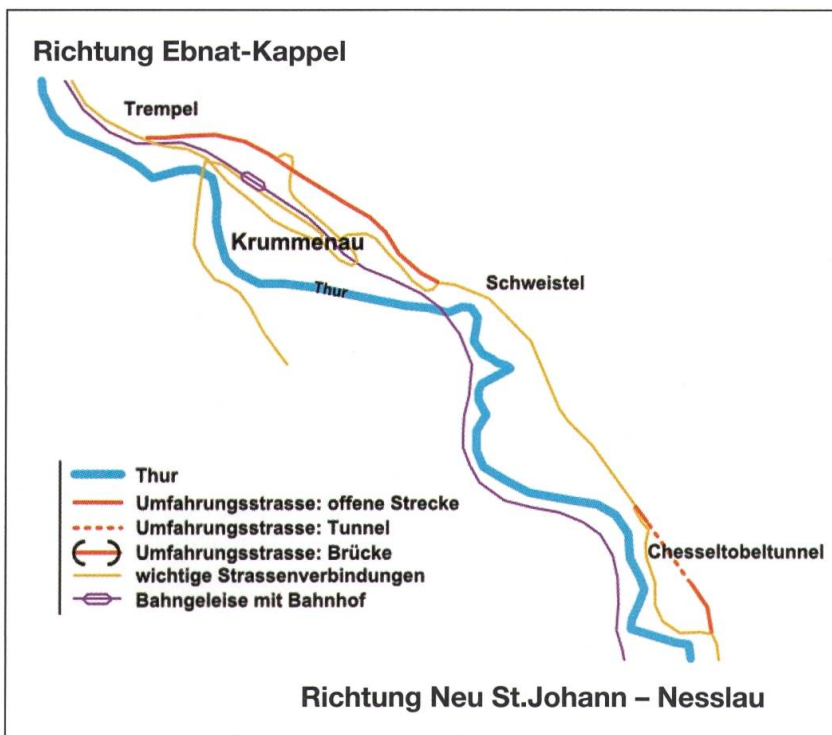 Richtung Ebnat-Kappel
Trempel
Krummenau
Thur
Schweistel
Thur
Umfahrungsstrasse: offene Strecke
Umfahrungsstrasse: Tunnel
Umfahrungsstrasse: Brücke
wichtige Strassenverbindungen
Bahngeleise mit Bahnhof
Chesseltobeltunnel
Richtung Neu St.Johann – Nesslau